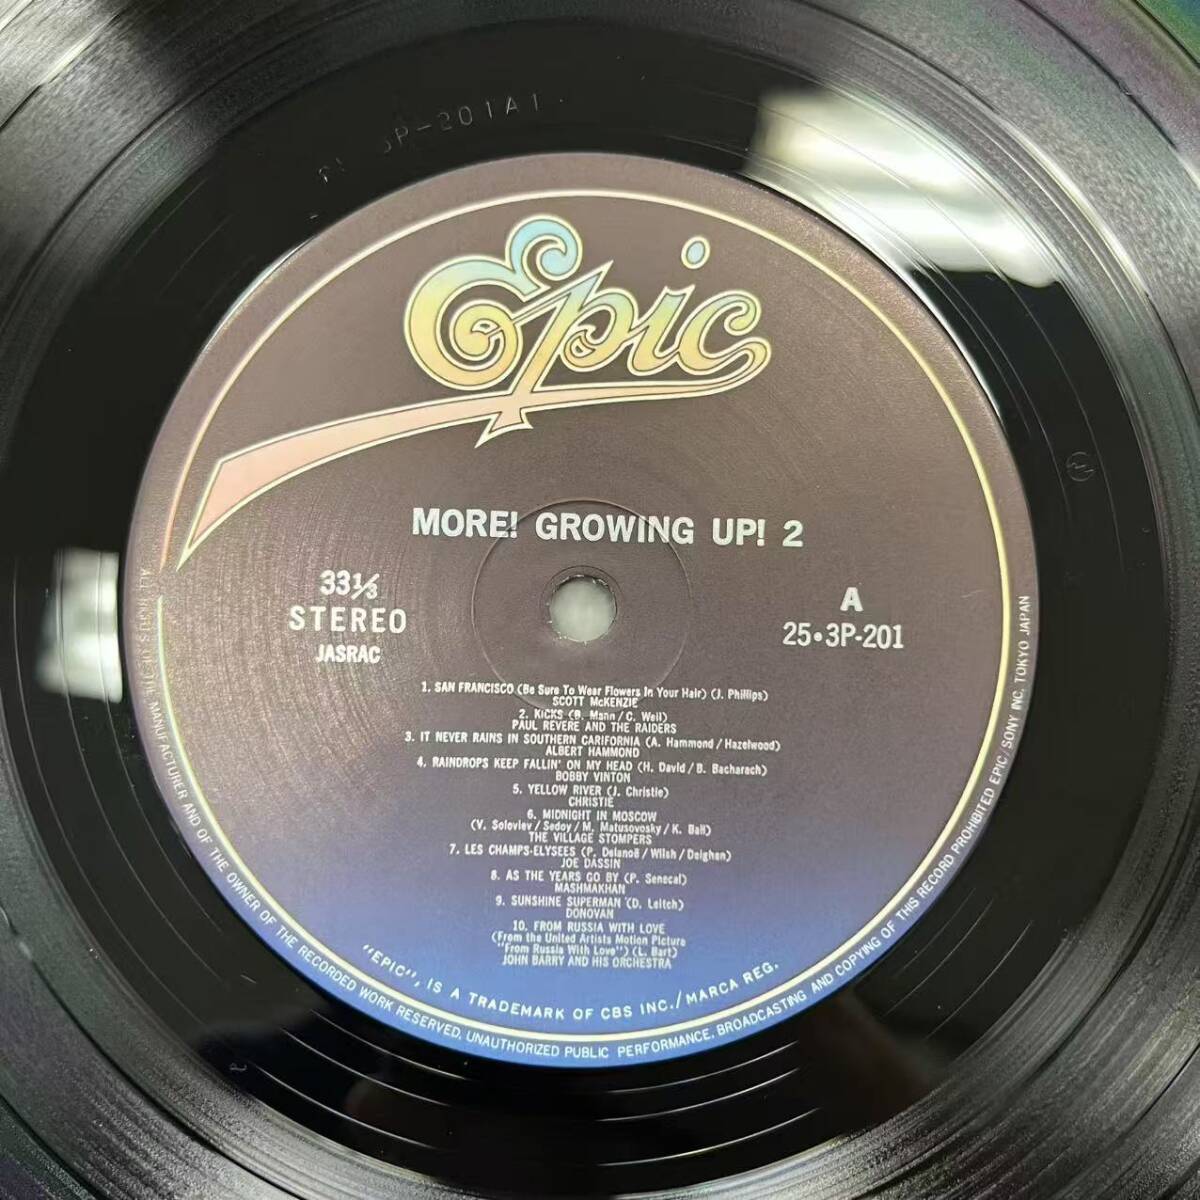 3P-201A1
Epic
MORE! GROWING UP! 2
33⅓
STEREO
JASRAC
A
25•3P-201
1. SAN FRANCISCO (Be Sure To Wear Flowers In Your Hair) (J. Phillips)
SCOTT McKENZIE
2. KICKS (B. Mann/C. Weil)
PAUL REVERE AND THE RAIDERS
3. IT NEVER RAINS IN SOUTHERN CARIFORNIA (A. Hammond/Hazelwood)
ALBERT HAMMOND
4. RAINDROPS KEEP FALLIN' ON MY HEAD (H. David/B. Bacharach)
BOBBY VINTON
5. YELLOW RIVER (J. Christie)
CHRISTIE
6. MIDNIGHT IN MOSCOW
(V. Soloviev/Sedoy/M. Matusovsky/K. Ball)
THE VILLAGE STOMPERS
7. LES CHAMPS-ELYSEES (P. Delanoë/Wilsh/Deighan)
JOE DASSIN
8. AS THE YEARS GO BY (P. Senecal)
MASHMAKHAN
9. SUNSHINE SUPERMAN (D. Leitch)
DONOVAN
10. FROM RUSSIA WITH LOVE
(From the United Artists Motion Picture
"From Russia With Love") (L. Bart)
JOHN BARRY AND HIS ORCHESTRA
"EPIC", IS A TRADEMARK OF CBS INC./MARCA REG.
ALL RIGHTS OF THE MANUFACTURER AND OF THE OWNER OF THE RECORDED WORK RESERVED. UNAUTHORIZED PUBLIC PERFORMANCE, BROADCASTING AND COPYING OF THIS RECORD PROHIBITED EPIC/SONY INC. TOKYO JAPAN